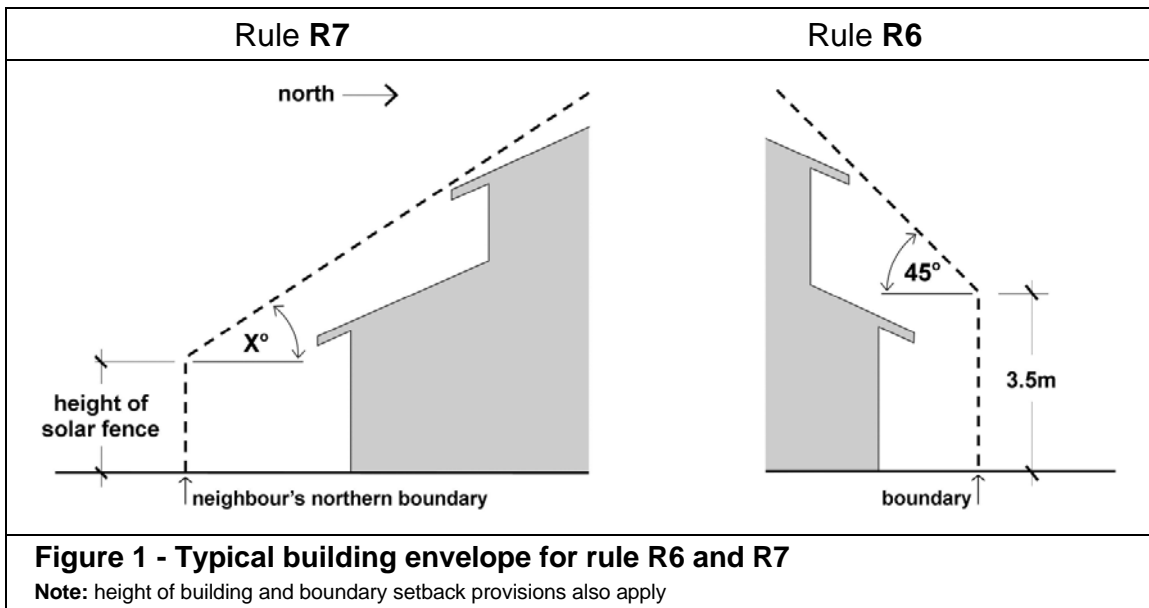 Rule R7
Rule R6
north
X°
height of
solar fence
neighbour's northern boundary
45°
3.5m
boundary
Figure 1 - Typical building envelope for rule R6 and R7
Note: height of building and boundary setback provisions also apply